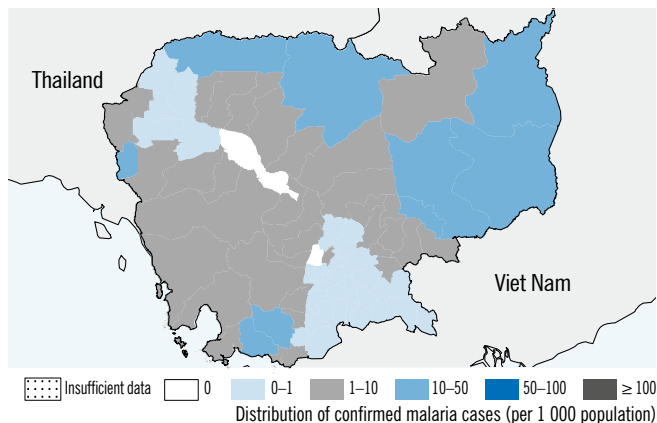 Thailand
Viet Nam
Insufficient data 0 0–1 1–10 10–50 50–100 ≥ 100
Distribution of confirmed malaria cases (per 1 000 population)